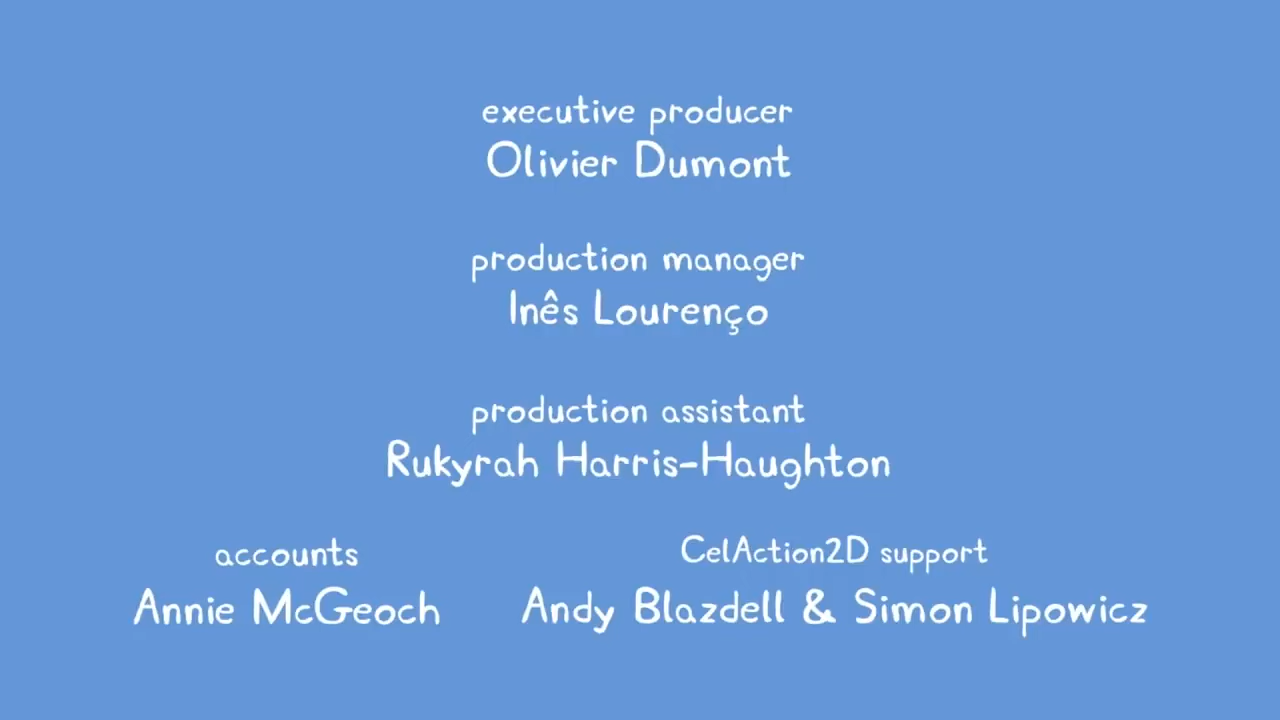 executive producer
Olivier Dumont
production manager
Inês Lourenço
production assistant
Rukyrah Harris-Haughton
accounts
Annie McGeoch
CelAction2D support
Andy Blazdell & Simon Lipowicz